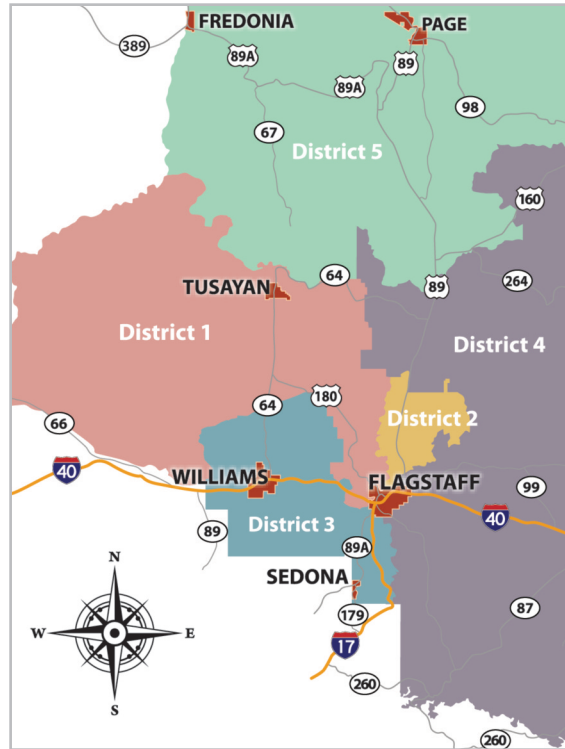 FREDONIA
PAGE
389
89A
89
89A
98
67
District 5
160
64
89
264
TUSAYAN
District 1
District 4
180
64
District 2
66
40
WILLIAMS
FLAGSTAFF
99
District 3
40
89
89A
SEDONA
N
87
179
W
E
17
260
S
260